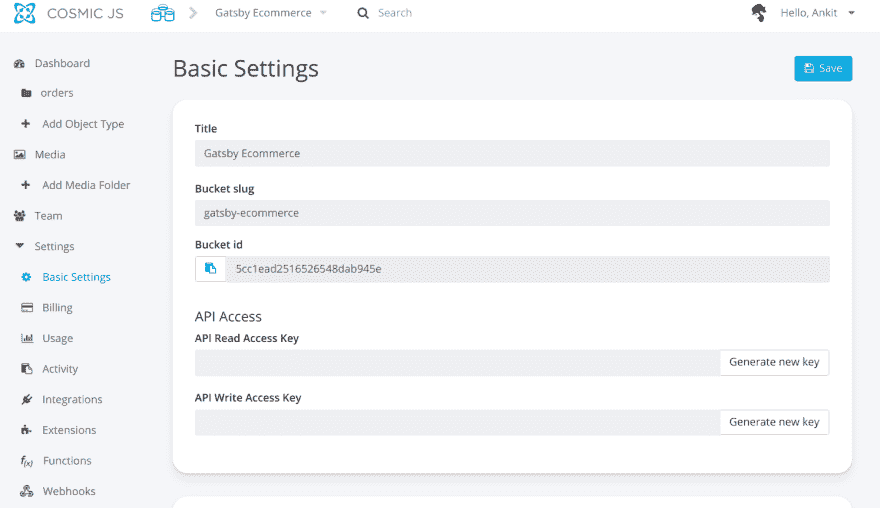 COSMIC JS
Gatsby Ecommerce
Search
Hello, Ankit
Dashboard
orders
Add Object Type
Media
Add Media Folder
Team
Settings
Basic Settings
Billing
Usage
Activity
Integrations
Extensions
f(x) Functions
Webhooks
Basic Settings
Save
Title
Gatsby Ecommerce
Bucket slug
gatsby-ecommerce
Bucket id
5cc1ead2516526548dab945e
API Access
API Read Access Key
Generate new key
API Write Access Key
Generate new key